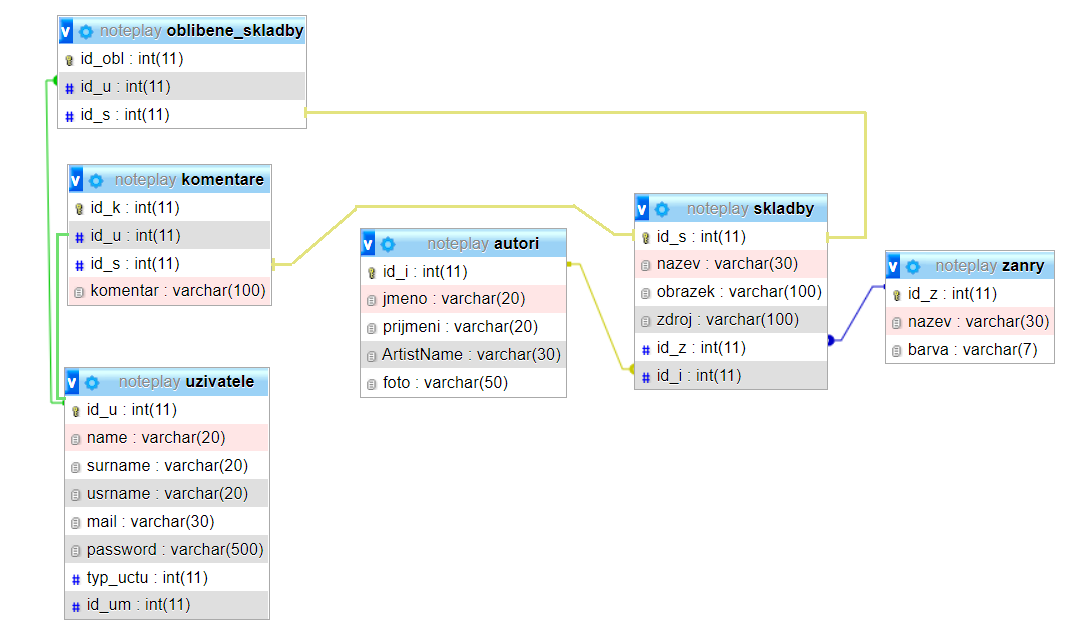 v noteplay oblibene_skladby
id_obl : int(11)
# id_u : int(11)
# id_s : int(11)
v noteplay komentare
id_k : int(11)
# id_u : int(11)
# id_s : int(11)
komentar : varchar(100)
v noteplay uzivatele
id_u : int(11)
name : varchar(20)
surname : varchar(20)
usrname : varchar(20)
mail : varchar(30)
password : varchar(500)
# typ_uctu : int(11)
# id_um : int(11)
v noteplay autori
id_i : int(11)
jmeno : varchar(20)
prijmeni : varchar(20)
ArtistName : varchar(30)
foto : varchar(50)
v noteplay skladby
id_s : int(11)
nazev : varchar(30)
obrazek : varchar(100)
zdroj : varchar(100)
# id_z : int(11)
# id_i : int(11)
v noteplay zanry
id_z : int(11)
nazev : varchar(30)
barva : varchar(7)